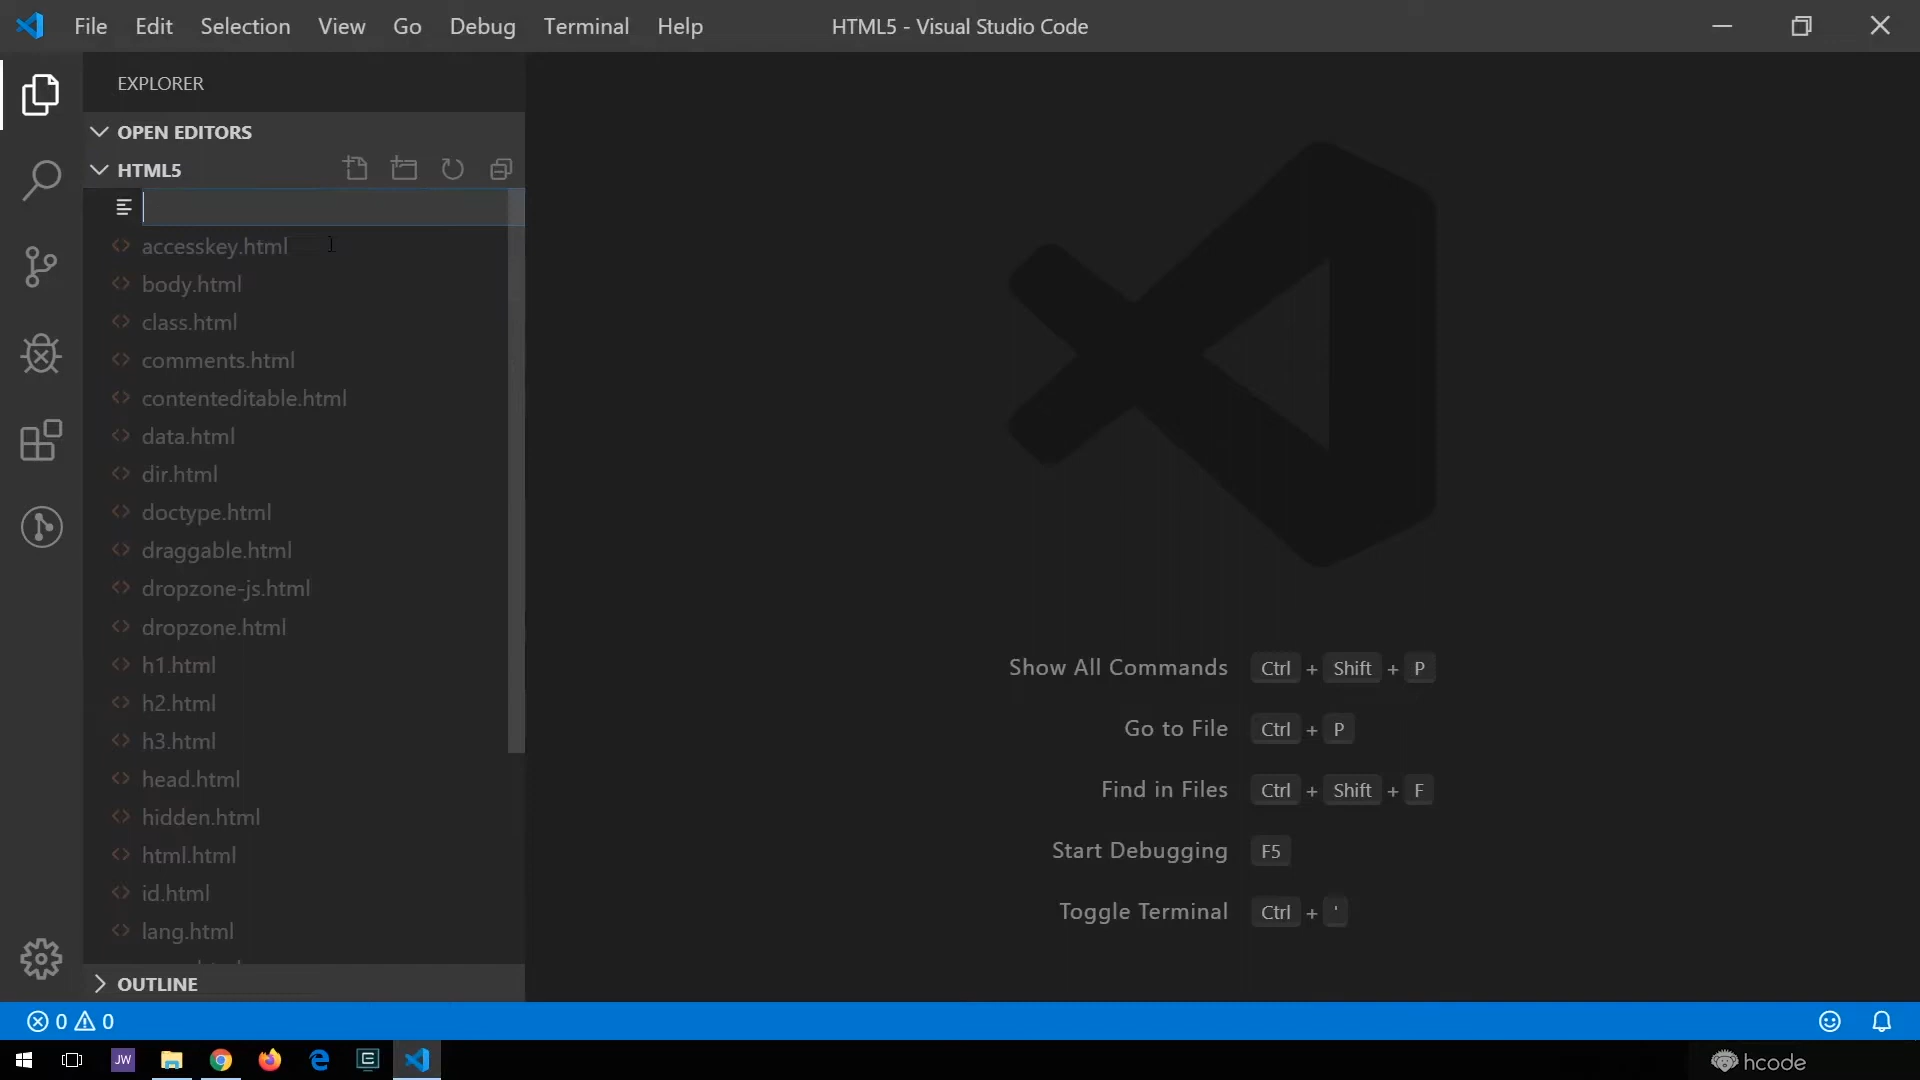 File Edit Selection View Go Debug Terminal Help HTML5 - Visual Studio Code
EXPLORER
OPEN EDITORS
HTML5
accesskey.html
body.html
class.html
comments.html
contenteditable.html
data.html
dir.html
doctype.html
draggable.html
dropzone-js.html
dropzone.html
h1.html
h2.html
h3.html
head.html
hidden.html
html.html
id.html
lang.html
OUTLINE
Show All Commands Ctrl + Shift + P
Go to File Ctrl + P
Find in Files Ctrl + Shift + F
Start Debugging F5
Toggle Terminal Ctrl + '
0 0
JW
hcode